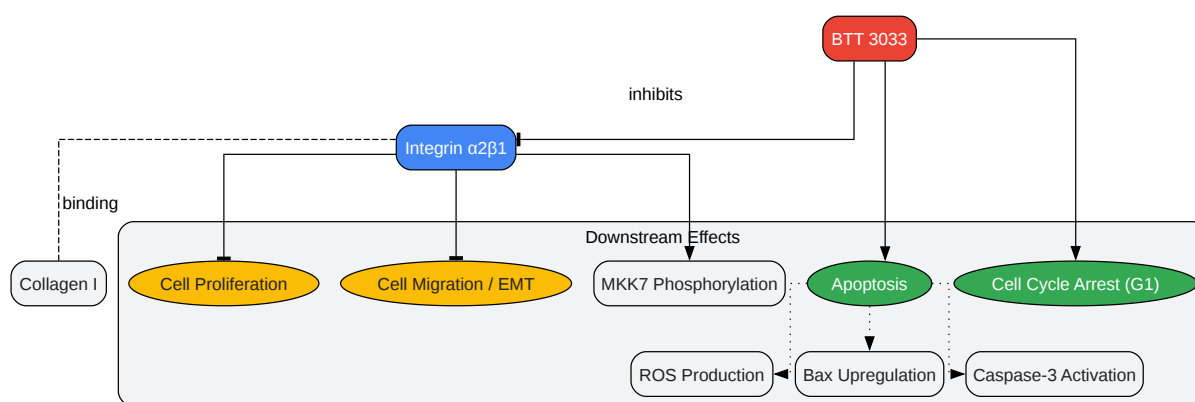 BTT 3033
inhibits
Integrin α2β1
binding
Downstream Effects
Collagen I
Cell Proliferation
Cell Migration / EMT
MKK7 Phosphorylation
Apoptosis
Cell Cycle Arrest (G1)
ROS Production
Bax Upregulation
Caspase-3 Activation